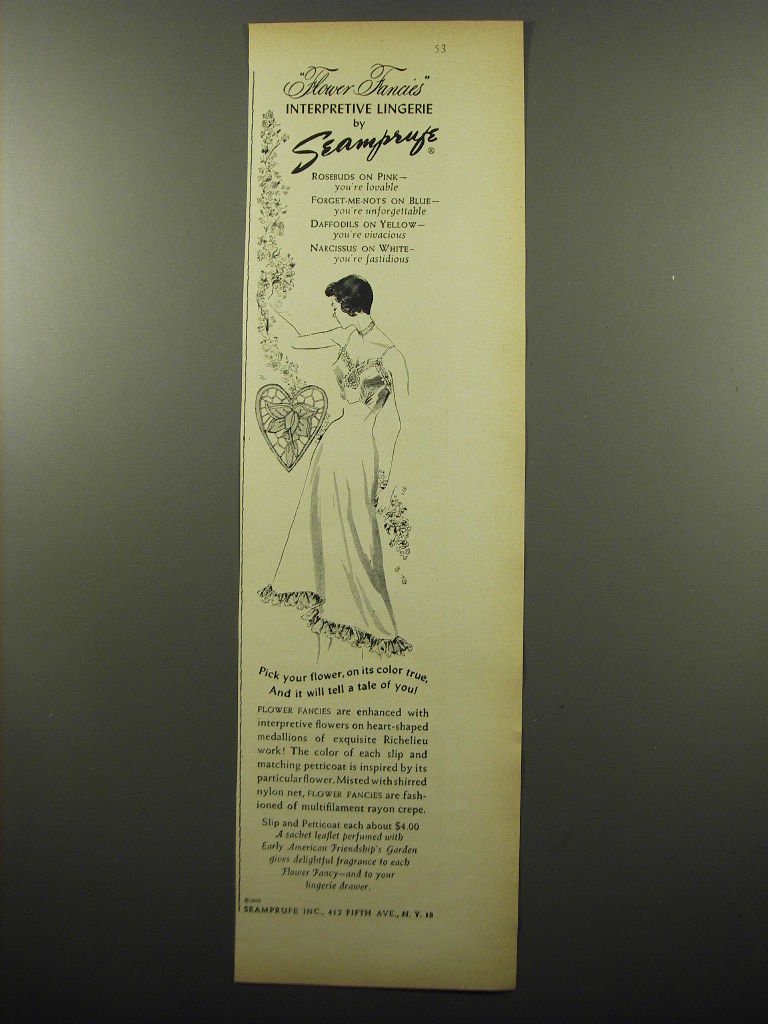 53
"Flower Fancies"
INTERPRETIVE LINGERIE
by
Seamprufe®
ROSEBUDS ON PINK—
you're lovable
FORGET-ME-NOTS ON BLUE—
you're unforgettable
DAFFODILS ON YELLOW—
you're vivacious
NARCISSUS ON WHITE—
you're fastidious
Pick your flower, on its color true,
And it will tell a tale of you!
FLOWER FANCIES are enhanced with
interpretive flowers on heart-shaped
medallions of exquisite Richelieu
work! The color of each slip and
matching petticoat is inspired by its
particular flower. Misted with shirred
nylon net, FLOWER FANCIES are fash-
ioned of multifilament rayon crepe.
Slip and Petticoat each about $4.00
A sachet leaflet perfumed with
Early American Friendship's Garden
gives delightful fragrance to each
Flower Fancy—and to your
lingerie drawer.
©
SEAMPRUFE INC., 412 FIFTH AVE., N. Y. 18